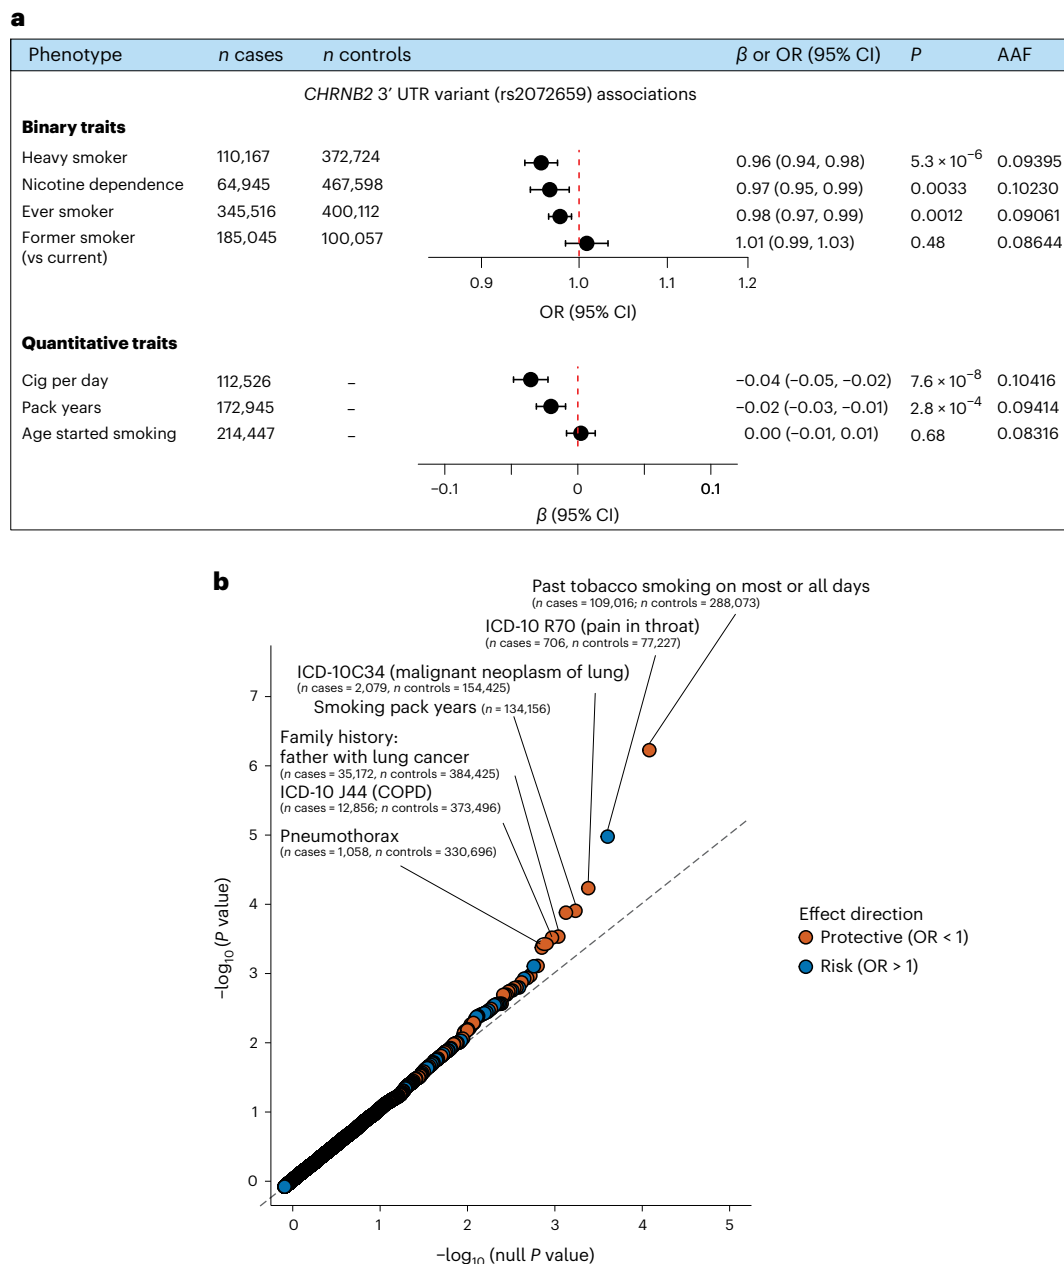 a
Phenotype n cases n controls β or OR (95% CI) P AAF
CHRNB2 3’ UTR variant (rs2072659) associations
Binary traits
Heavy smoker 110,167 372,724 0.96 (0.94, 0.98) 5.3 × 10−6 0.09395
Nicotine dependence 64,945 467,598 0.97 (0.95, 0.99) 0.0033 0.10230
Ever smoker 345,516 400,112 0.98 (0.97, 0.99) 0.0012 0.09061
Former smoker 185,045 100,057 1.01 (0.99, 1.03) 0.48 0.08644
(vs current)
0.9 1.0 1.1 1.2
OR (95% CI)
Quantitative traits
Cig per day 112,526 – −0.04 (−0.05, −0.02) 7.6 × 10−8 0.10416
Pack years 172,945 – −0.02 (−0.03, −0.01) 2.8 × 10−4 0.09414
Age started smoking 214,447 – 0.00 (−0.01, 0.01) 0.68 0.08316
−0.1 0 0.1
β (95% CI)
b
Past tobacco smoking on most or all days
(n cases = 109,016; n controls = 288,073)
ICD-10 R70 (pain in throat)
(n cases = 706, n controls = 77,227)
ICD-10C34 (malignant neoplasm of lung)
(n cases = 2,079, n controls = 154,425)
Smoking pack years (n = 134,156)
Family history:
father with lung cancer
(n cases = 35,172, n controls = 384,425)
ICD-10 J44 (COPD)
(n cases = 12,856; n controls = 373,496)
Pneumothorax
(n cases = 1,058, n controls = 330,696)
7
6
5
4
3
2
1
0
−log10 (P value)
Effect direction
Protective (OR < 1)
Risk (OR > 1)
0 1 2 3 4 5
−log10 (null P value)